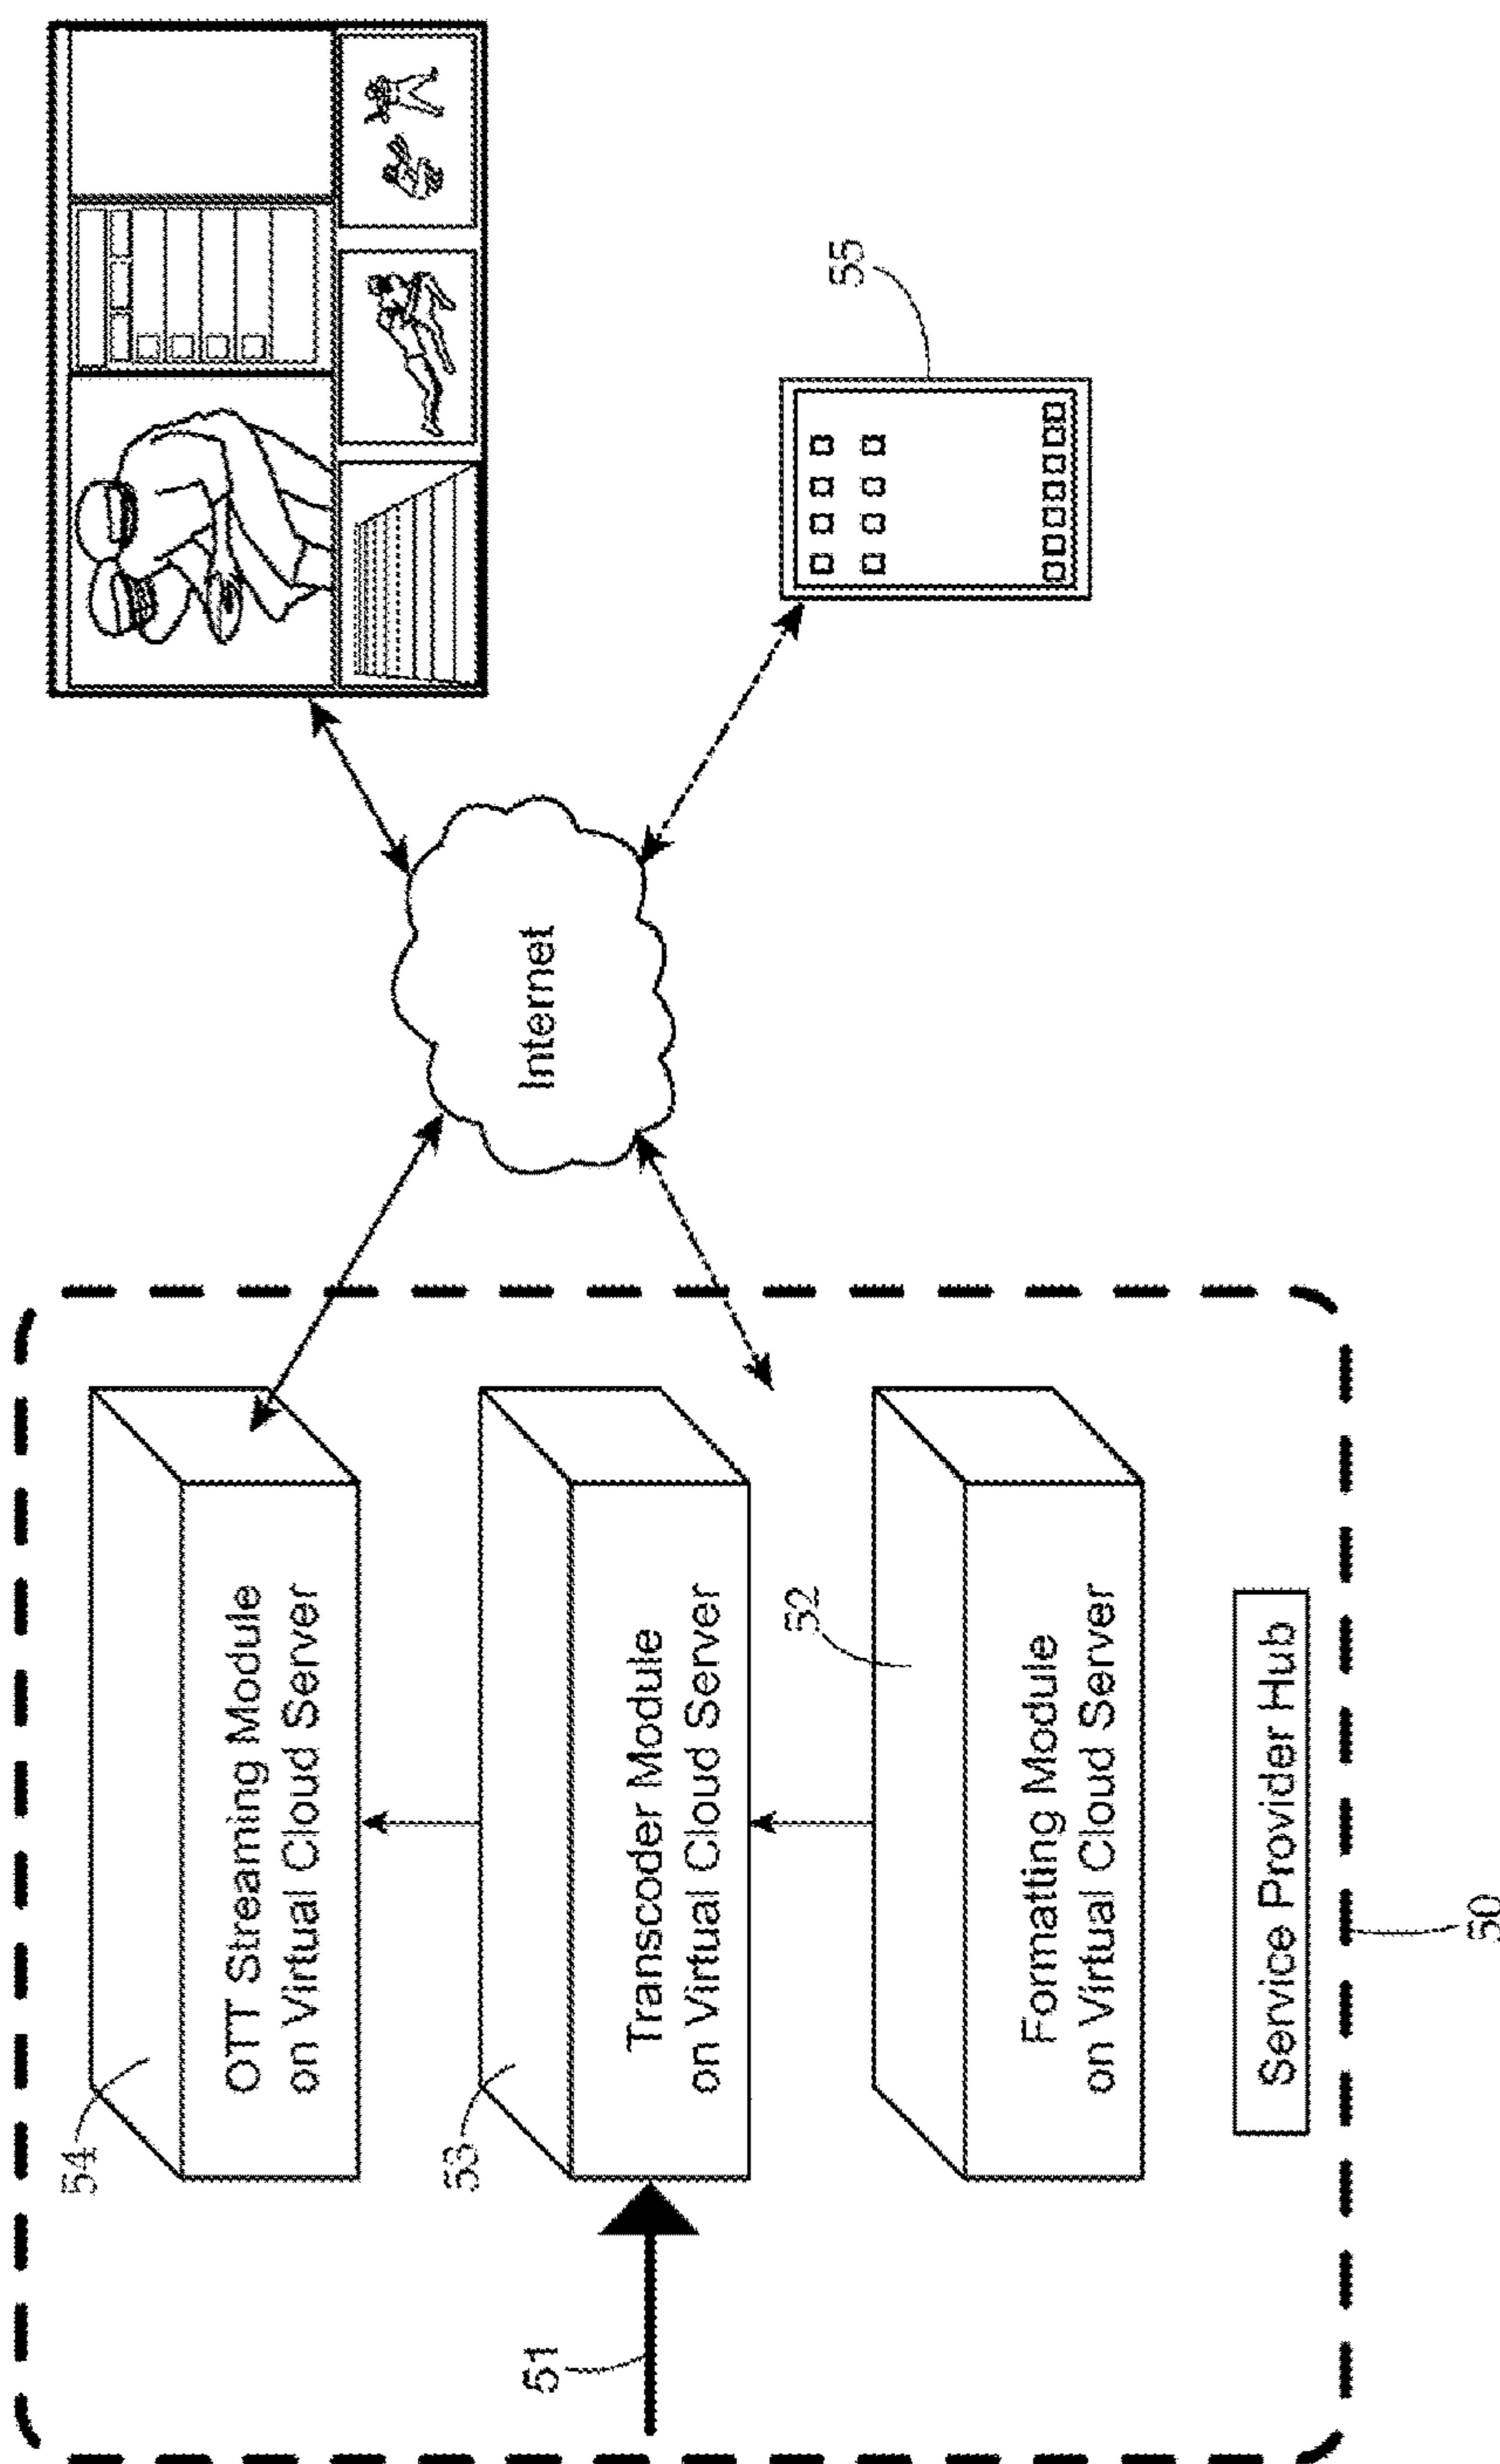 54
OTT Streaming Module
on Virtual Cloud Server
51
53
Transcoder Module
on Virtual Cloud Server
52
Formatting Module
on Virtual Cloud Server
Service Provider Hub
50
Internet
55